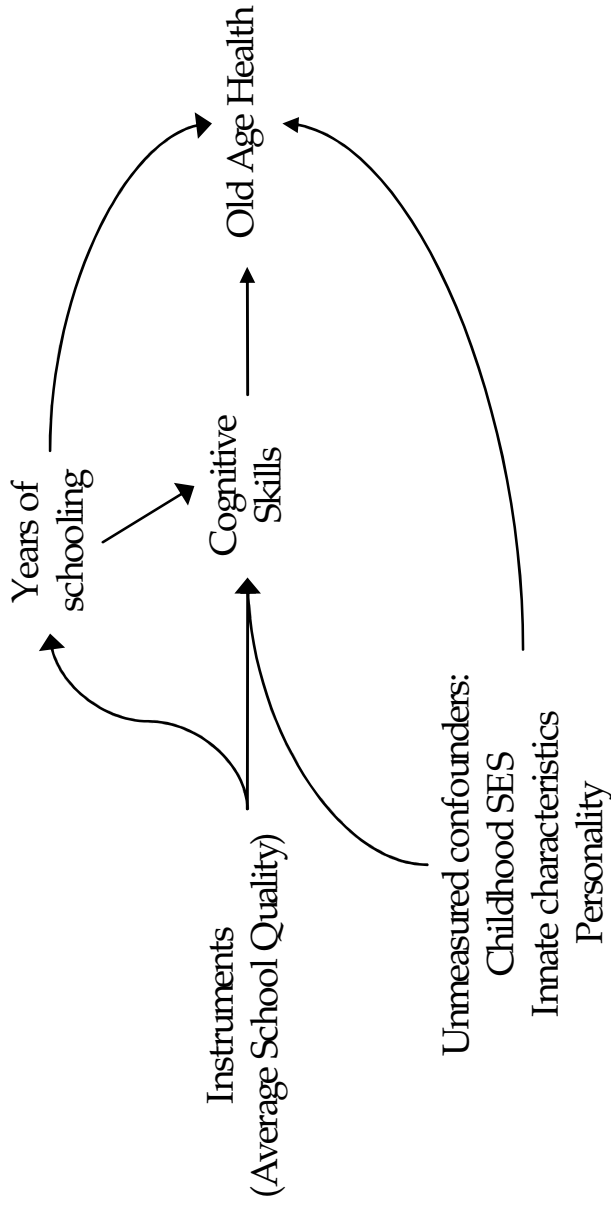 Years of
schooling
Instruments
(Average School Quality)
Cognitive
Skills
Old Age Health
Unmeasured confounders:
Childhood SES
Innate characteristics
Personality